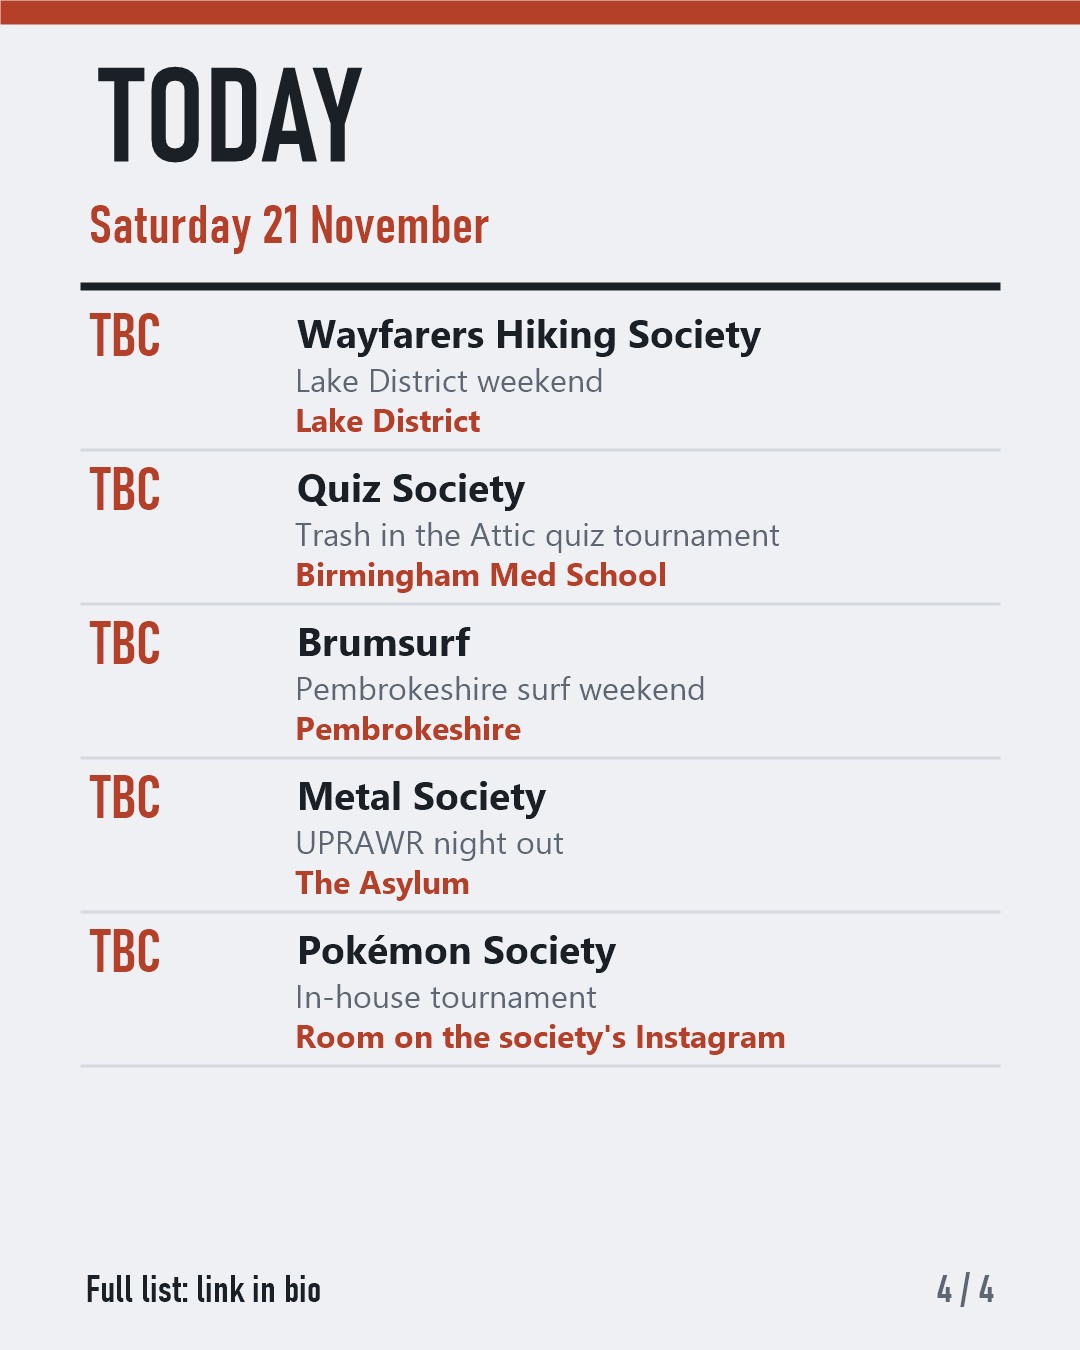 TODAY
Saturday 21 November
TBC
Wayfarers Hiking Society
Lake District weekend
Lake District
TBC
Quiz Society
Trash in the Attic quiz tournament
Birmingham Med School
TBC
Brumsurf
Pembrokeshire surf weekend
Pembrokeshire
TBC
Metal Society
UPRAWR night out
The Asylum
TBC
Pokémon Society
In-house tournament
Room on the society's Instagram
Full list: link in bio
4 / 4